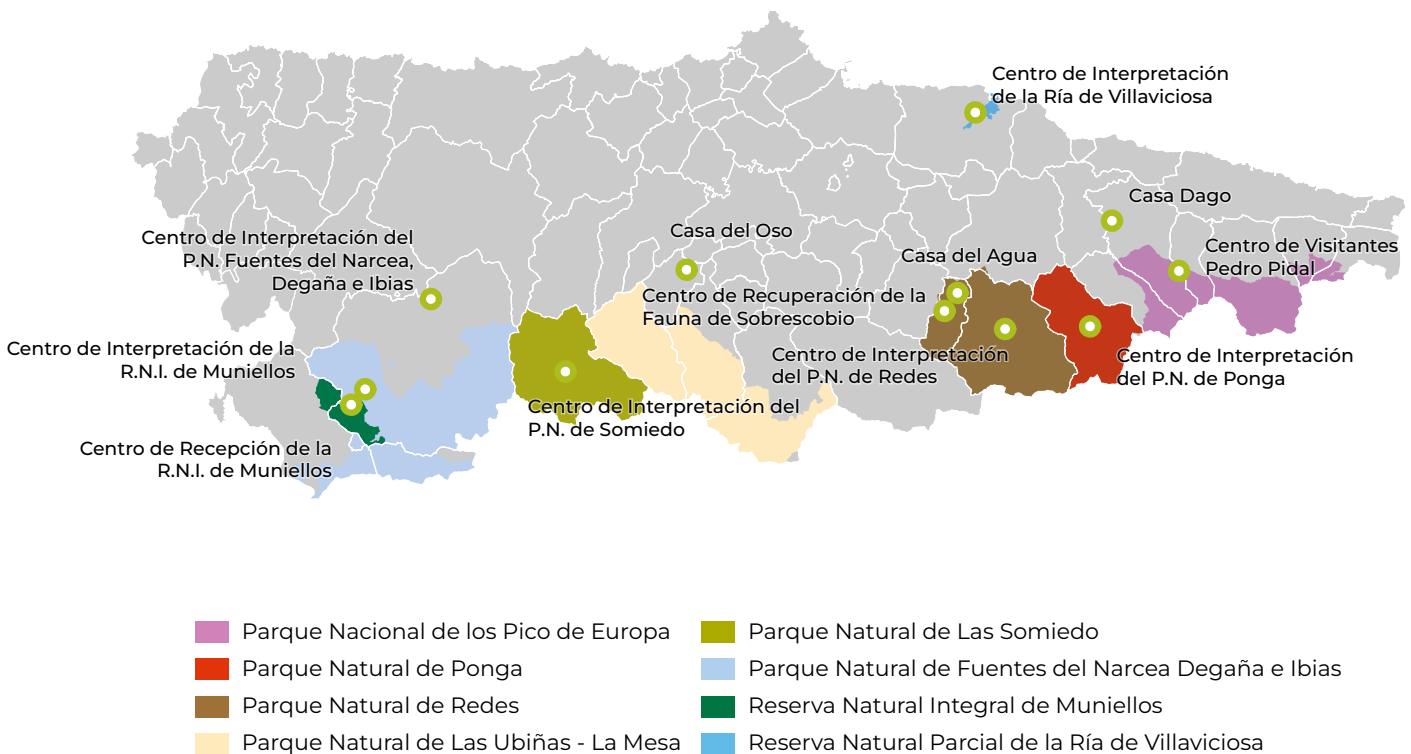 Centro de Interpretación
de la Ría de Villaviciosa
Casa Dago
Casa del Oso
Centro de Interpretación del
P.N. Fuentes del Narcea,
Degaña e Ibias
Centro de Visitantes
Pedro Pidal
Casa del Agua
Centro de Recuperación de la
Fauna de Sobrescobio
Centro de Interpretación de la
R.N.I. de Muniellos
Centro de Interpretación
del P.N. de Redes
Centro de Interpretación
del P.N. de Ponga
Centro de Interpretación del
P.N. de Somiedo
Centro de Recepción de la
R.N.I. de Muniellos
Parque Nacional de los Pico de Europa
Parque Natural de Ponga
Parque Natural de Redes
Parque Natural de Las Ubiñas - La Mesa
Parque Natural de Las Somiedo
Parque Natural de Fuentes del Narcea Degaña e Ibias
Reserva Natural Integral de Muniellos
Reserva Natural Parcial de la Ría de Villaviciosa